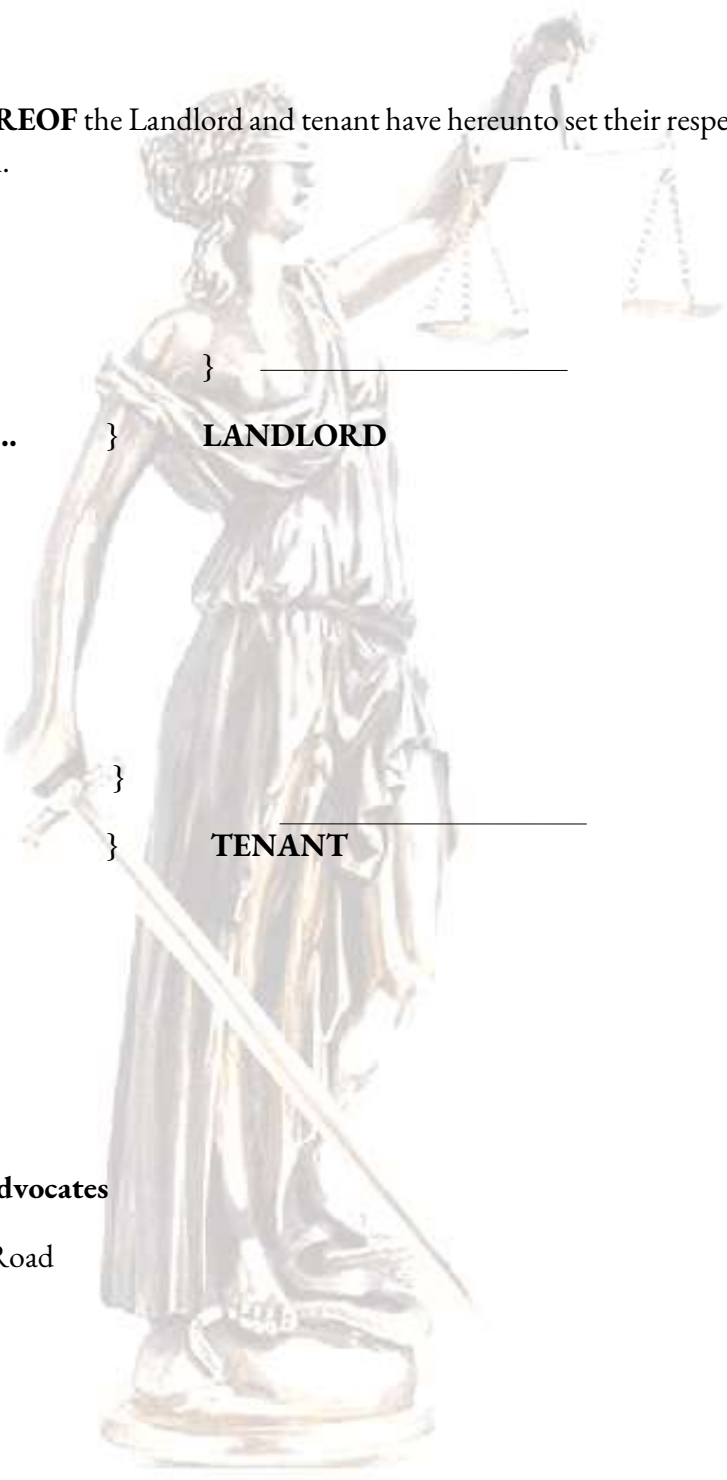 REOF the Landlord and tenant have hereunto set their respe
.
}
.. } LANDLORD
}
} TENANT
dvocates
Road